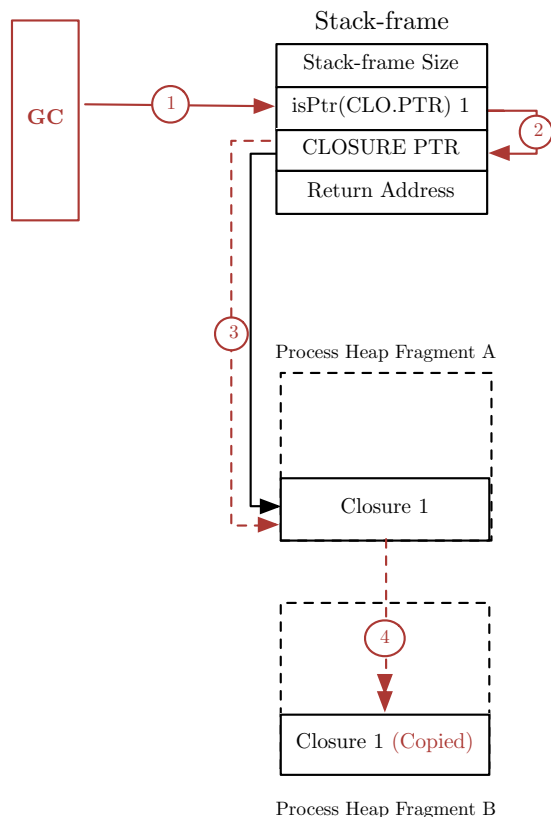 Stack-frame
Stack-frame Size
GC
1
isPtr(CLO.PTR) 1
2
CLOSURE PTR
Return Address
3
Process Heap Fragment A
Closure 1
4
Closure 1 (Copied)
Process Heap Fragment B